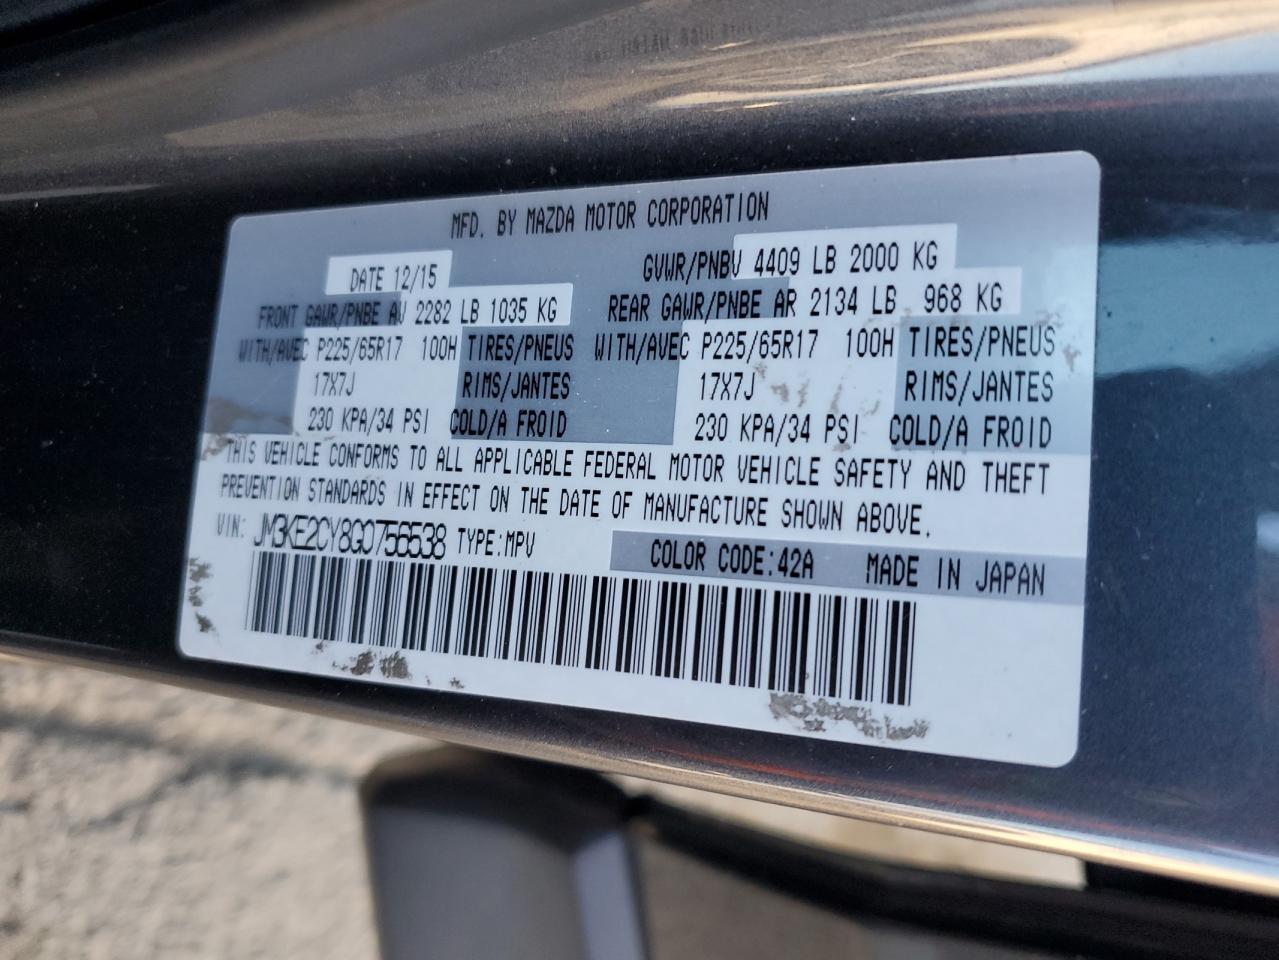 MFD. BY MAZDA MOTOR CORPORATION
DATE 12/15 GVWR/PNBV 4409 LB 2000 KG
FRONT GAWR/PNBE AV 2282 LB 1035 KG REAR GAWR/PNBE AR 2134 LB 968 KG
WITH/AVEC P225/65R17 100H TIRES/PNEUS WITH/AVEC P225/65R17 100H TIRES/PNEUS
17X7J RIMS/JANTES 17X7J RIMS/JANTES
230 KPA/34 PSI COLD/A FROID 230 KPA/34 PSI COLD/A FROID
THIS VEHICLE CONFORMS TO ALL APPLICABLE FEDERAL MOTOR VEHICLE SAFETY AND THEFT
PREVENTION STANDARDS IN EFFECT ON THE DATE OF MANUFACTURE SHOWN ABOVE.
VIN: JM3KE2CY8G0756538 TYPE:MPV COLOR CODE:42A MADE IN JAPAN